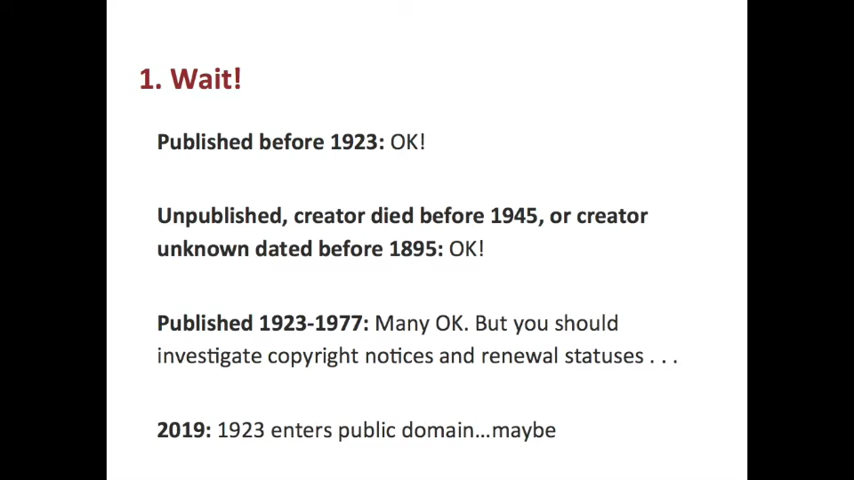 1. Wait!
Published before 1923: OK!
Unpublished, creator died before 1945, or creator
unknown dated before 1895: OK!
Published 1923-1977: Many OK. But you should
investigate copyright notices and renewal statuses . . .
2019: 1923 enters public domain…maybe